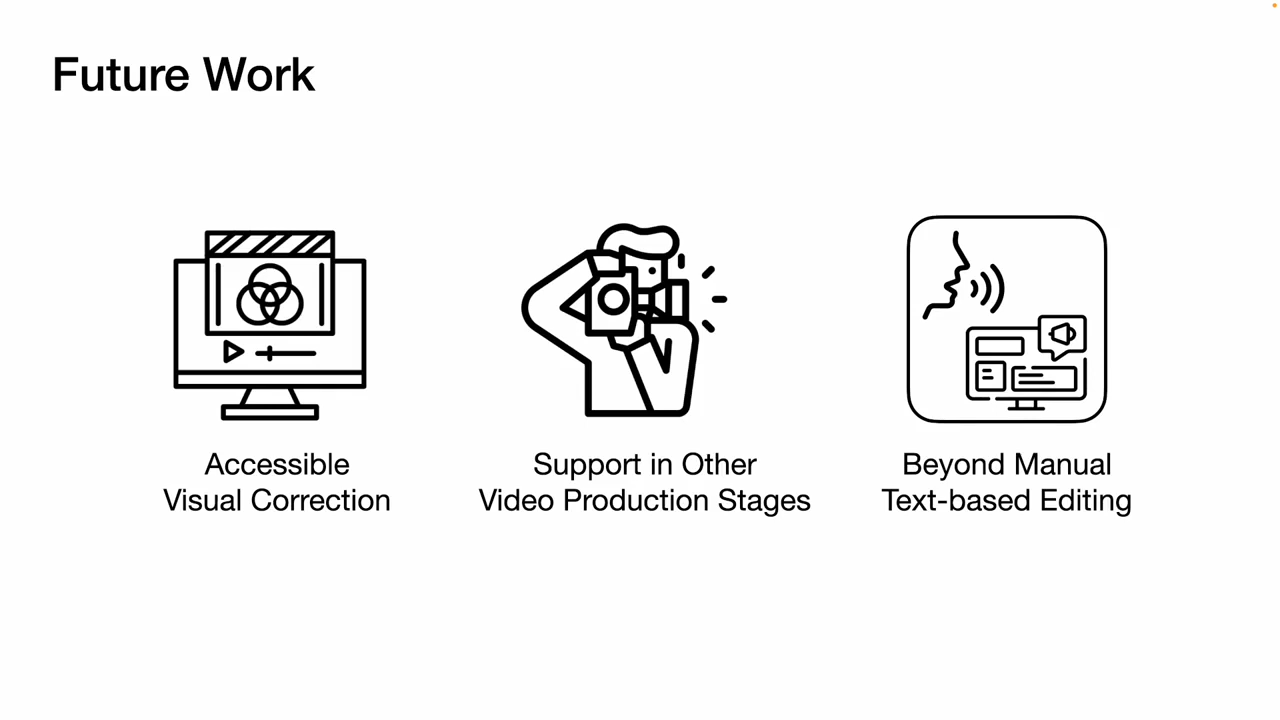 Future Work
Accessible
Visual Correction
Support in Other
Video Production Stages
Beyond Manual
Text-based Editing